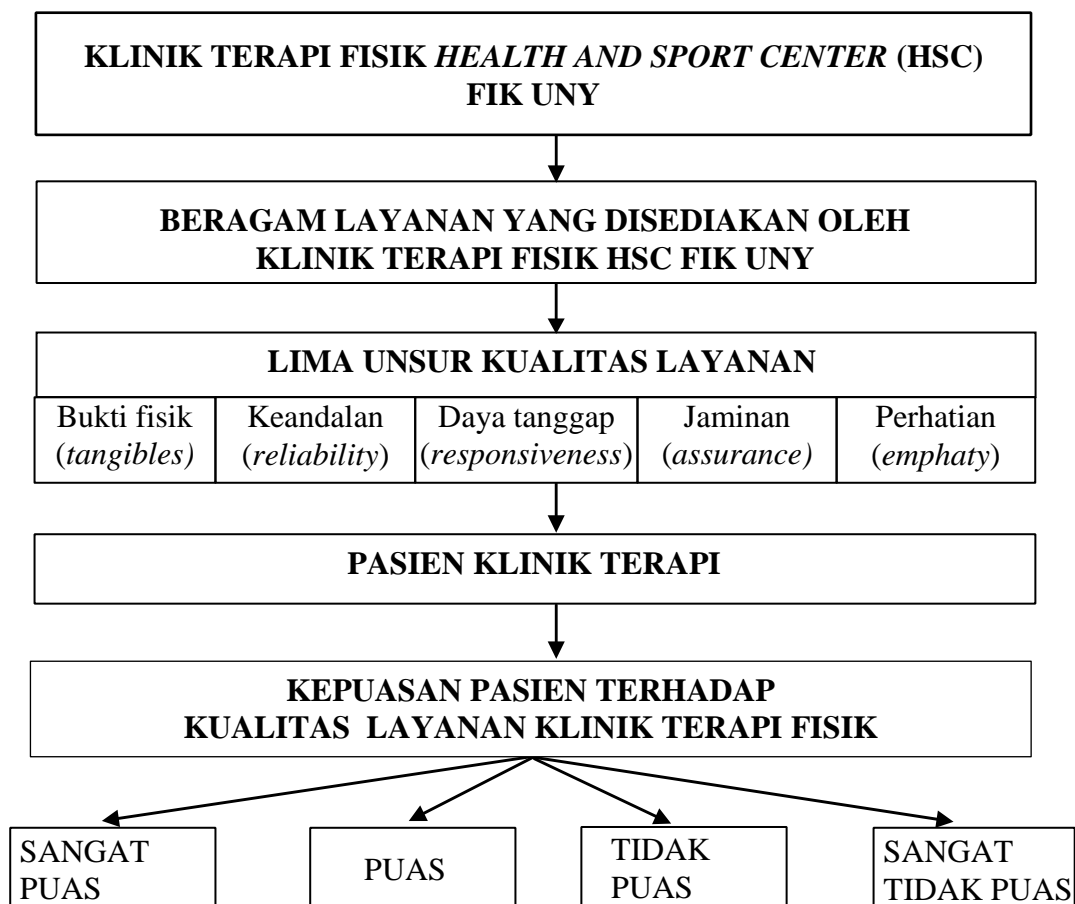 KLINIK TERAPI FISIK HEALTH AND SPORT CENTER (HSC)
FIK UNY
BERAGAM LAYANAN YANG DISEDIAKAN OLEH
KLINIK TERAPI FISIK HSC FIK UNY
LIMA UNSUR KUALITAS LAYANAN
Bukti fisik
(tangibles)
Keandalan
(reliability)
Daya tanggap
(responsiveness)
Jaminan
(assurance)
Perhatian
(emphaty)
PASIEN KLINIK TERAPI
KEPUASAN PASIEN TERHADAP
KUALITAS LAYANAN KLINIK TERAPI FISIK
SANGAT
PUAS
PUAS
TIDAK
PUAS
SANGAT
TIDAK PUAS